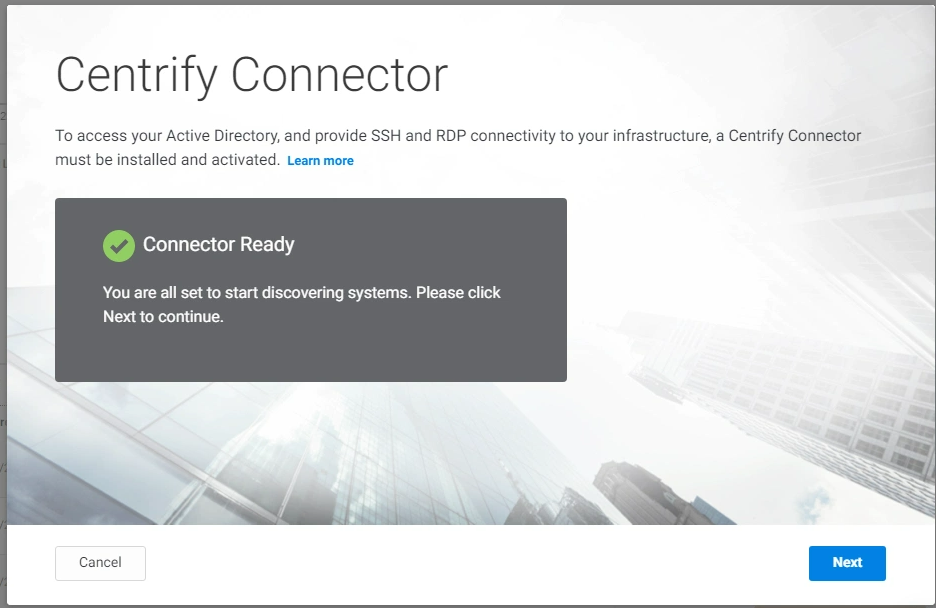 Centrify Connector
To access your Active Directory, and provide SSH and RDP connectivity to your infrastructure, a Centrify Connector
must be installed and activated. Learn more
Connector Ready
You are all set to start discovering systems. Please click
Next to continue.
Cancel
Next